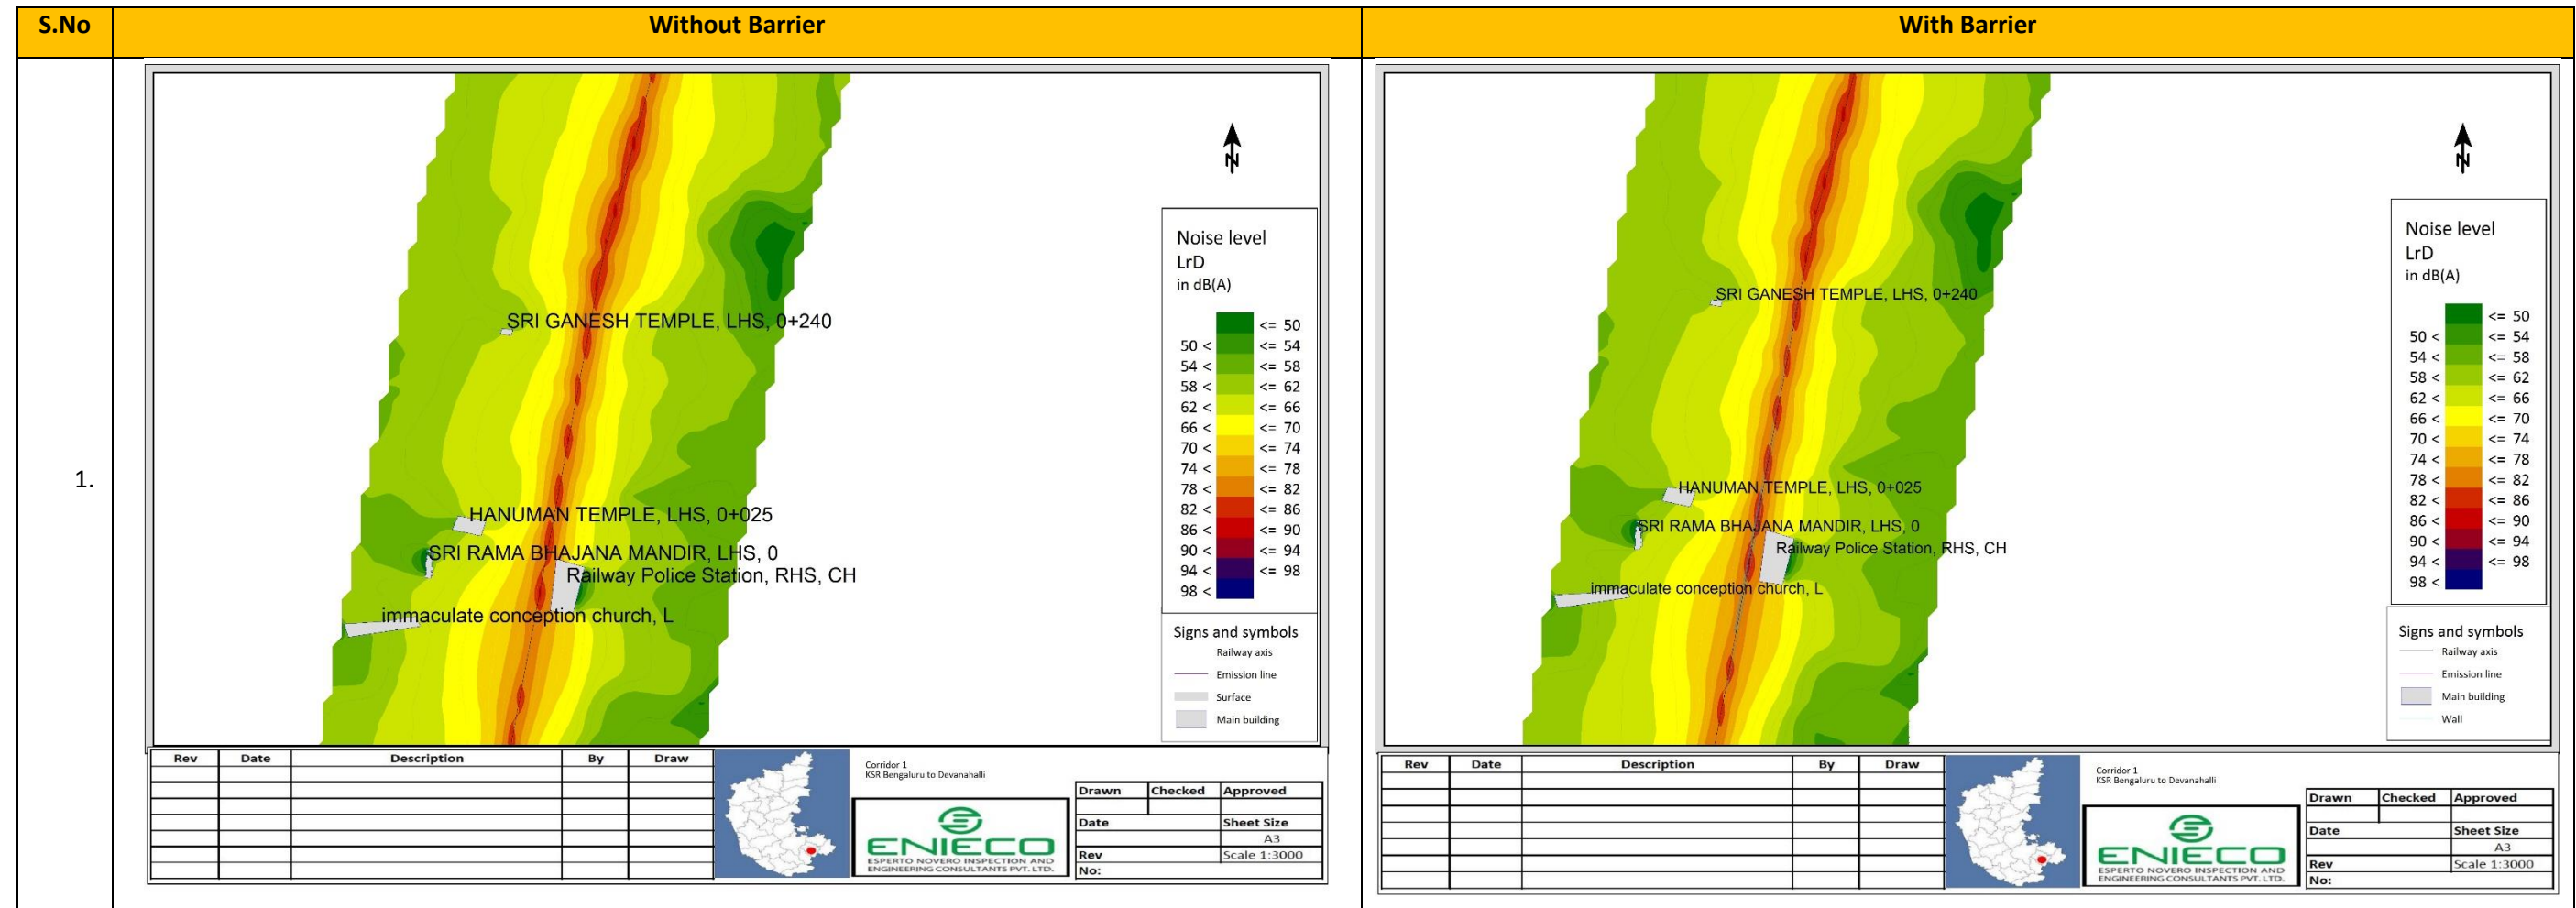 S.No
Without Barrier
With Barrier
1.
SRI GANESH TEMPLE, LHS, 0+240
HANUMAN TEMPLE, LHS, 0+025
SRI RAMA BHAJANA MANDIR, LHS, 0
Railway Police Station, RHS, CH
immaculate conception church, L
N
Noise level
LrD
in dB(A)
<= 50
50 < <= 54
54 < <= 58
58 < <= 62
62 < <= 66
66 < <= 70
70 < <= 74
74 < <= 78
78 < <= 82
82 < <= 86
86 < <= 90
90 < <= 94
94 < <= 98
98 <
Signs and symbols
Railway axis
Emission line
Surface
Main building
Rev Date Description By Draw
Corridor 1
KSR Bengaluru to Devanahalli
ENIECO
ESPERTO NOVERO INSPECTION AND
ENGINEERING CONSULTANTS PVT. LTD.
Drawn Checked Approved
Date Sheet Size
A3
Rev Scale 1:3000
No:
SRI GANESH TEMPLE, LHS, 0+240
HANUMAN TEMPLE, LHS, 0+025
SRI RAMA BHAJANA MANDIR, LHS, 0
Railway Police Station, RHS, CH
immaculate conception church, L
N
Noise level
LrD
in dB(A)
<= 50
50 < <= 54
54 < <= 58
58 < <= 62
62 < <= 66
66 < <= 70
70 < <= 74
74 < <= 78
78 < <= 82
82 < <= 86
86 < <= 90
90 < <= 94
94 < <= 98
98 <
Signs and symbols
Railway axis
Emission line
Main building
Wall
Rev Date Description By Draw
Corridor 1
KSR Bengaluru to Devanahalli
ENIECO
ESPERTO NOVERO INSPECTION AND
ENGINEERING CONSULTANTS PVT. LTD.
Drawn Checked Approved
Date Sheet Size
A3
Rev Scale 1:3000
No: